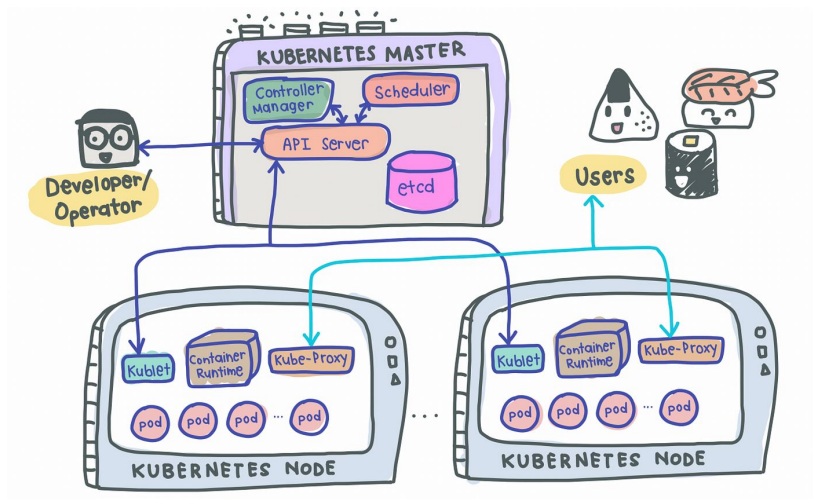 KUBERNETES MASTER
Controller
Manager
Scheduler
API Server
etcd
Developer/
Operator
Users
Kublet
Container
Runtime
Kube-Proxy
pod pod pod ... pod
KUBERNETES NODE
...
Kublet
Container
Runtime
Kube-Proxy
pod pod pod ... pod
KUBERNETES NODE